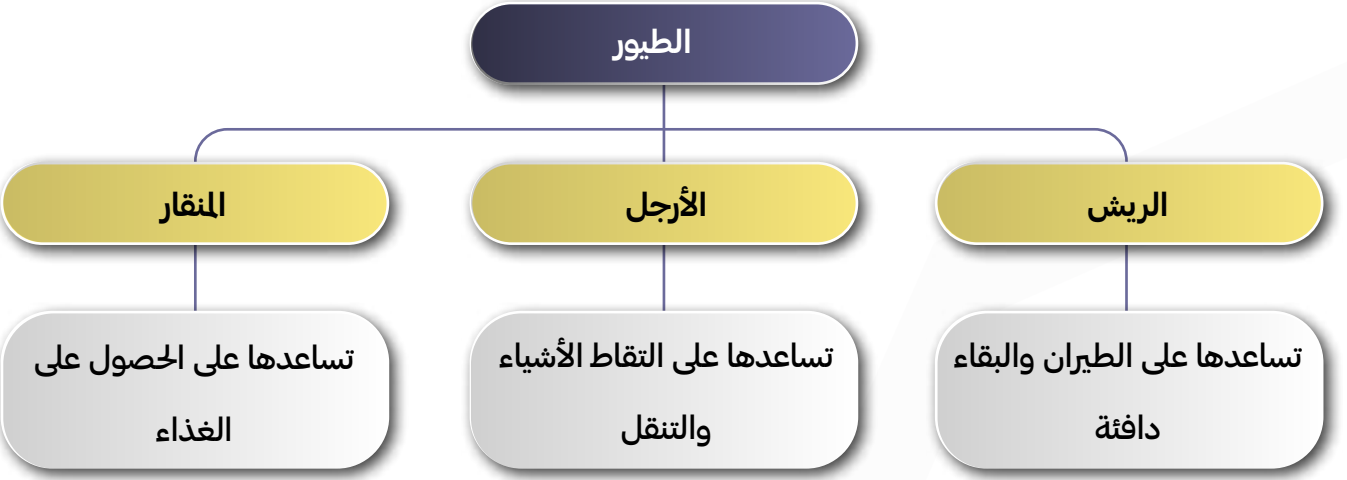 الطيور
الريش
الأرجل
المنقار
تساعدها على الطيران والبقاء
دافئة
تساعدها على التقاط الأشياء
والتنقل
تساعدها على الحصول على
الغذاء